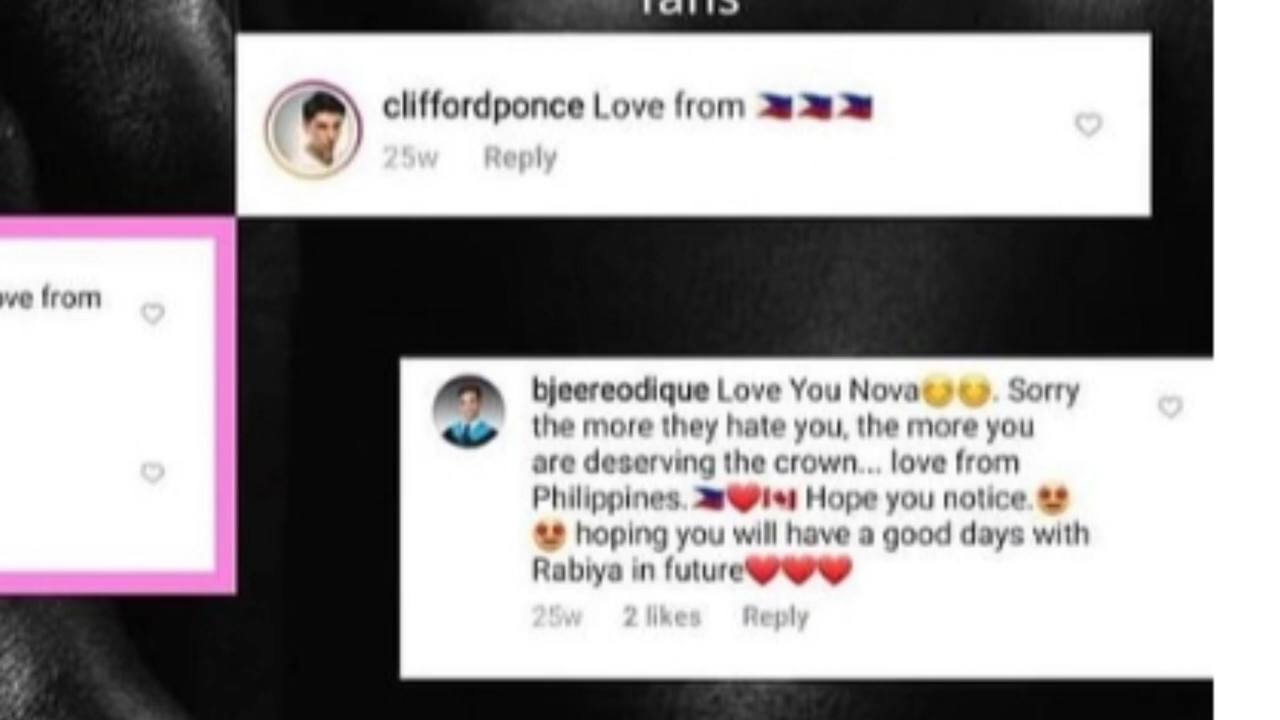 fans
cliffordponce Love from 🇵🇭🇵🇭🇵🇭
25w Reply
ove from
bjeereodique Love You Nova😊😊. Sorry
the more they hate you, the more you
are deserving the crown... love from
Philippines.🇵🇭❤️🇨🇦 Hope you notice.😍
😍 hoping you will have a good days with
Rabiya in future❤️❤️❤️
25w 2 likes Reply